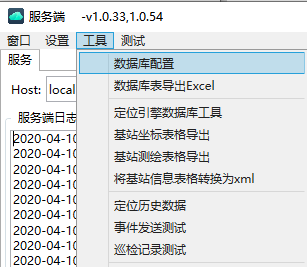 服务端 -v1.0.33,1.0.54
窗口 设置 工具 测试
服务
数据库配置
数据库表导出Excel
Host: local
服务端日志
定位引擎数据库工具
基站坐标表格导出
基站测绘表格导出
将基站信息表格转换为xml
定位历史数据
事件发送测试
巡检记录测试
2020-04-10
2020-04-10
2020-04-10
2020-04-10
2020-04-10
2020-04-10
2020-04-10
2020-04-10